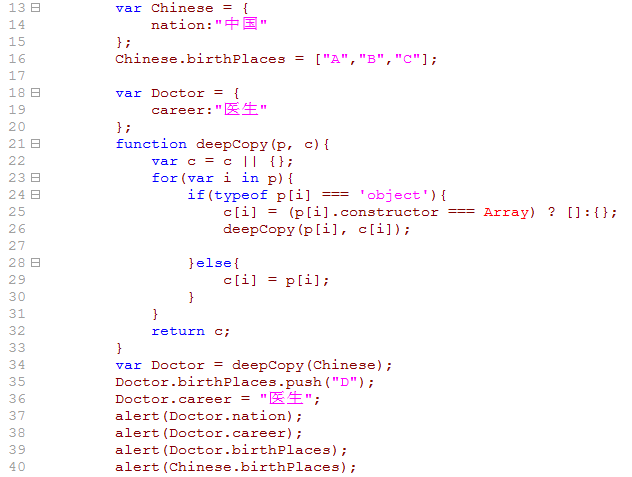 13 var Chinese = {
14 nation:"中国"
15 };
16 Chinese.birthPlaces = ["A","B","C"];
17
18 var Doctor = {
19 career:"医生"
20 };
21 function deepCopy(p, c){
22 var c = c || {};
23 for(var i in p){
24 if(typeof p[i] === 'object'){
25 c[i] = (p[i].constructor === Array) ? []:{};
26 deepCopy(p[i], c[i]);
27
28 }else{
29 c[i] = p[i];
30 }
31 }
32 return c;
33 }
34 var Doctor = deepCopy(Chinese);
35 Doctor.birthPlaces.push("D");
36 Doctor.career = "医生";
37 alert(Doctor.nation);
38 alert(Doctor.career);
39 alert(Doctor.birthPlaces);
40 alert(Chinese.birthPlaces);